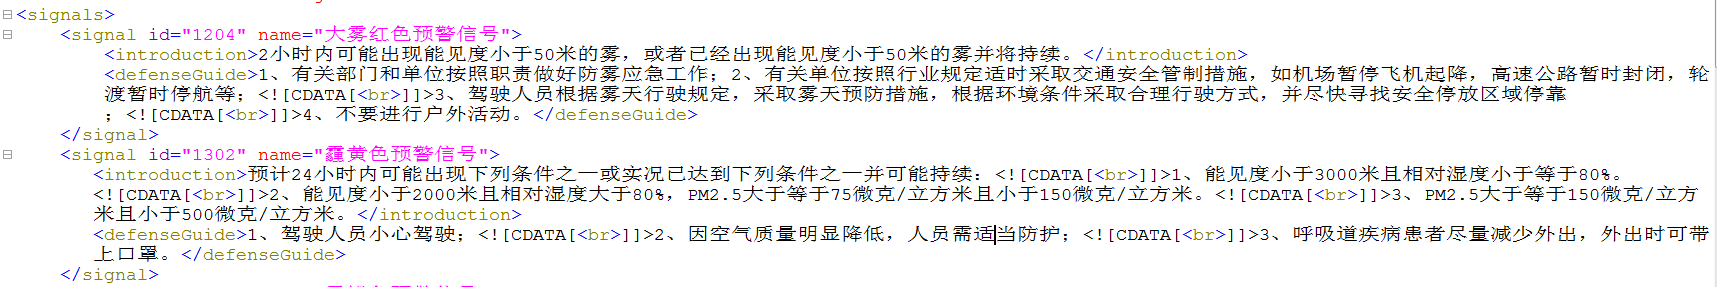 <signals>
<signal id="1204" name="大雾红色预警信号">
<introduction>2小时内可能出现能见度小于50米的雾，或者已经出现能见度小于50米的雾并将持续。</introduction>
<defenseGuide>1、有关部门和单位按照职责做好防雾应急工作；2、有关单位按照行业规定适时采取交通安全管制措施，如机场暂停飞机起降，高速公路暂时封闭，轮
渡暂时停航等；<![CDATA[<br>]]>3、驾驶人员根据雾天行驶规定，采取雾天预防措施，根据环境条件采取合理行驶方式，并尽快寻找安全停放区域停靠
；<![CDATA[<br>]]>4、不要进行户外活动。</defenseGuide>
</signal>
<signal id="1302" name="霾黄色预警信号">
<introduction>预计24小时内可能出现下列条件之一或实况已达到下列条件之一并可能持续：<![CDATA[<br>]]>1、能见度小于3000米且相对湿度小于等于80%。
<![CDATA[<br>]]>2、能见度小于2000米且相对湿度大于80%，PM2.5大于等于75微克/立方米且小于150微克/立方米。<![CDATA[<br>]]>3、PM2.5大于等于150微克/立方
米且小于500微克/立方米。</introduction>
<defenseGuide>1、驾驶人员小心驾驶；<![CDATA[<br>]]>2、因空气质量明显降低，人员需适当防护；<![CDATA[<br>]]>3、呼吸道疾病患者尽量减少外出，外出时可带
上口罩。</defenseGuide>
</signal>